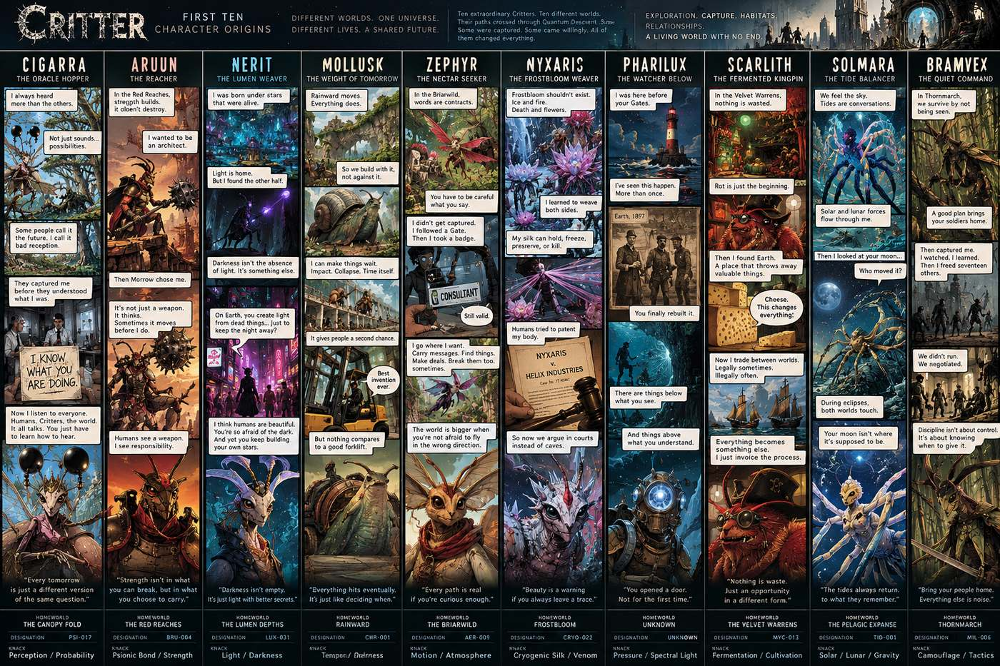 CRITTER
FIRST TEN
CHARACTER ORIGINS
DIFFERENT WORLDS. ONE UNIVERSE.
DIFFERENT LIVES. A SHARED FUTURE.
Ten extraordinary Critters. Ten different worlds.
Their paths crossed through Quantum Descent. Some
Some were captured. Some came willingly. All of
them changed everything.
EXPLORATION. CAPTURE. HABITATS.
RELATIONSHIPS.
A LIVING WORLD WITH NO END.
CIGARRA
THE ORACLE HOPPER
I always heard
more than the others.
Not just sounds...
possibilities.
Some people call it
the future. I call it
bad reception.
They captured me
before they understood
what I was.
I KNOW
WHAT YOU
ARE DOING.
Now I listen to everyone.
Humans, Critters, the world.
It all talks. You just have
to learn how to hear.
"Every tomorrow
is just a different version
of the same question."
HOMEWORLD
THE CANOPY FOLD
DESIGNATION PSI-017
KNACK
Perception / Probability
ARUUN
THE REACHER
In the Red Reaches,
strength builds.
it destroy.
I wanted to be
an architect.
Then Morrow chose me.
It's not just a weapon.
It thinks.
Sometimes it moves
before I do.
Humans see a weapon.
I see responsibility.
"Strength isn't in what
you can break, but in what
you choose to carry."
HOMEWORLD
THE RED REACHES
DESIGNATION BRU-004
KNACK
Psionic Bond / Strength
NERIT
THE LUMEN WEAVER
I was born under stars
that were alive.
Light is home.
But I found the other half.
Darkness isn't the absence
of light. It's something else.
On Earth, you create light
from dead things... Just to
keep the night away?
I think humans are beautiful.
You're so afraid of the dark.
And yet you keep building
your own stars.
"Darkness isn't empty.
It's just light with better secrets."
HOMEWORLD
THE LUMEN DEPTHS
DESIGNATION LUX-031
KNACK
Light / Darkness
MOLLUSK
THE WEIGHT OF TOMORROW
Rainward moves.
Everything does.
So we build with it,
not against it.
I can make things wait.
Impact. Collapse. Time itself.
It gives people a second chance.
Best
invention
ever.
But nothing compares
to a good forklift.
"Everything hits eventually.
It's just like deciding when."
HOMEWORLD
RAINWARD
DESIGNATION CHR-001
KNACK
ZEPHYR
THE NECTAR SEEKER
In the Briarwild,
words are contracts.
You have to be careful
what you say.
I didn't get captured.
I followed a Gate.
Then I took a badge.
CONSULTANT
Still valid.
I go where I want.
Carry messages. Find things.
Make deals. Break them too.
sometimes.
The world is bigger when
you're not afraid to fly
in the wrong direction.
"Every path is real
if you're curious enough."
HOMEWORLD
THE BRIARWILD
DESIGNATION AER-009
KNACK
Motion / Atmosphere
NYXARIS
THE FROSTBLOOM WEAVER
Frostbloom shouldn't exist.
Ice and fire.
Death and flowers.
I learned to weave
both sides.
My silk can hold, freeze,
presrerve, or kill.
Humans tried to patent
my body.
NYXARIS
v.
HELIX INDUSTRIES
So now we argue in courts
instead of caves.
"Beauty is a warning
if you always leave a trace."
HOMEWORLD
FROSTBLOOM
DESIGNATION CRYO-022
KNACK
Cryogenic Silk / Venom
PHARILUX
THE WATCHER BELOW
I was here before
your Gates.
I've seen this happen.
More than once.
Earth, 1897
You finally rebuilt it.
There are things below
what you see.
And things above
what you understand.
"You opened a door.
Not for the first time."
HOMEWORLD
UNKNOWN
DESIGNATION UNKNOWN
KNACK
Pressure / Spectral Light
SCARLITH
THE FERMENTED KINGPIN
In the Velvet Warrens,
nothing is wasted.
Rot is just the beginning.
Then I found Earth.
A place that throws away
valuable things.
Cheese.
This changes
everything!
Now I trade between worlds.
Legally sometimes.
Illegally often.
Everything becomes
something else.
I just invoice the process.
"Nothing is waste.
Just an opportunity
in a different form."
HOMEWORLD
THE VELVET WARRENS
DESIGNATION MYC-013
KNACK
Fermentation / Cultivation
SOLMARA
THE TIDE BALANCER
We feel the sky.
Tides are conversations.
Solar and lunar forces
flow through me.
Then I looked at your moon...
Who moved it?
During eclipses,
both worlds touch.
Your moon isn't where
it's supposed to be.
"The tides always return.
to what they remember."
HOMEWORLD
THE PELAGIC EXPANSE
DESIGNATION TID-001
KNACK
Solar / Lunar / Gravity
BRAMVEX
THE QUIET COMMAND
In Thornmarch,
we survive by not
being seen.
A good plan brings
your soldiers home.
Then captured me.
I watched. I learned.
Then I freed seventeen
others.
We didn't run.
We negotiated.
Discipline isn't about control.
It's about knowing
when to give it.
"Bring your people home.
Everything else is noise."
HOMEWORLD
THORNMARCH
DESIGNATION MIL-006
KNACK
Camouflage / Tactics